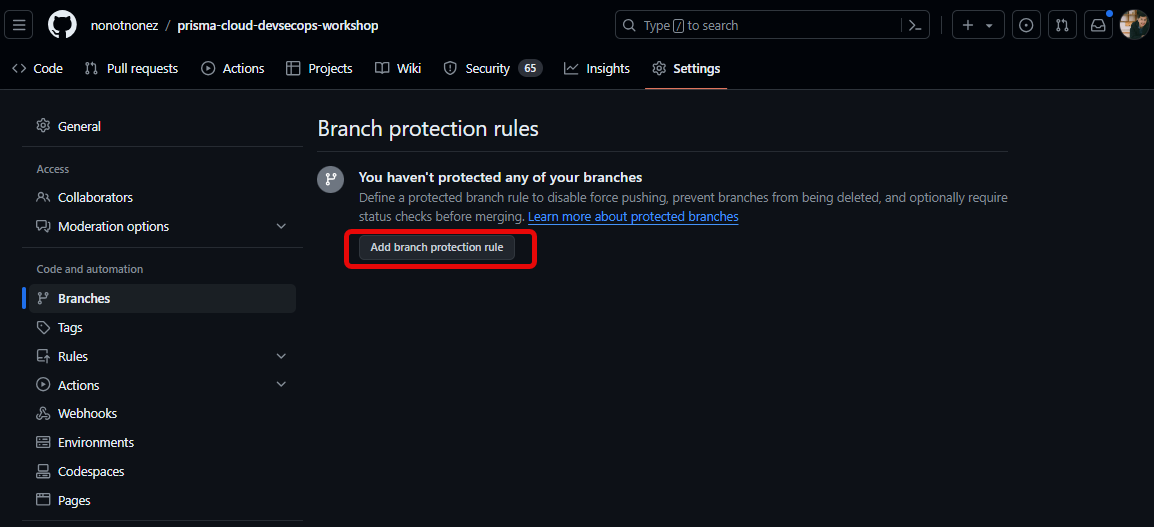 nonotnonez / prisma-cloud-devsecops-workshop
Type / to search
Code Pull requests Actions Projects Wiki Security 65 Insights Settings
General
Access
Collaborators
Moderation options
Code and automation
Branches
Tags
Rules
Actions
Webhooks
Environments
Codespaces
Pages
Branch protection rules
You haven't protected any of your branches
Define a protected branch rule to disable force pushing, prevent branches from being deleted, and optionally require
status checks before merging. Learn more about protected branches
Add branch protection rule